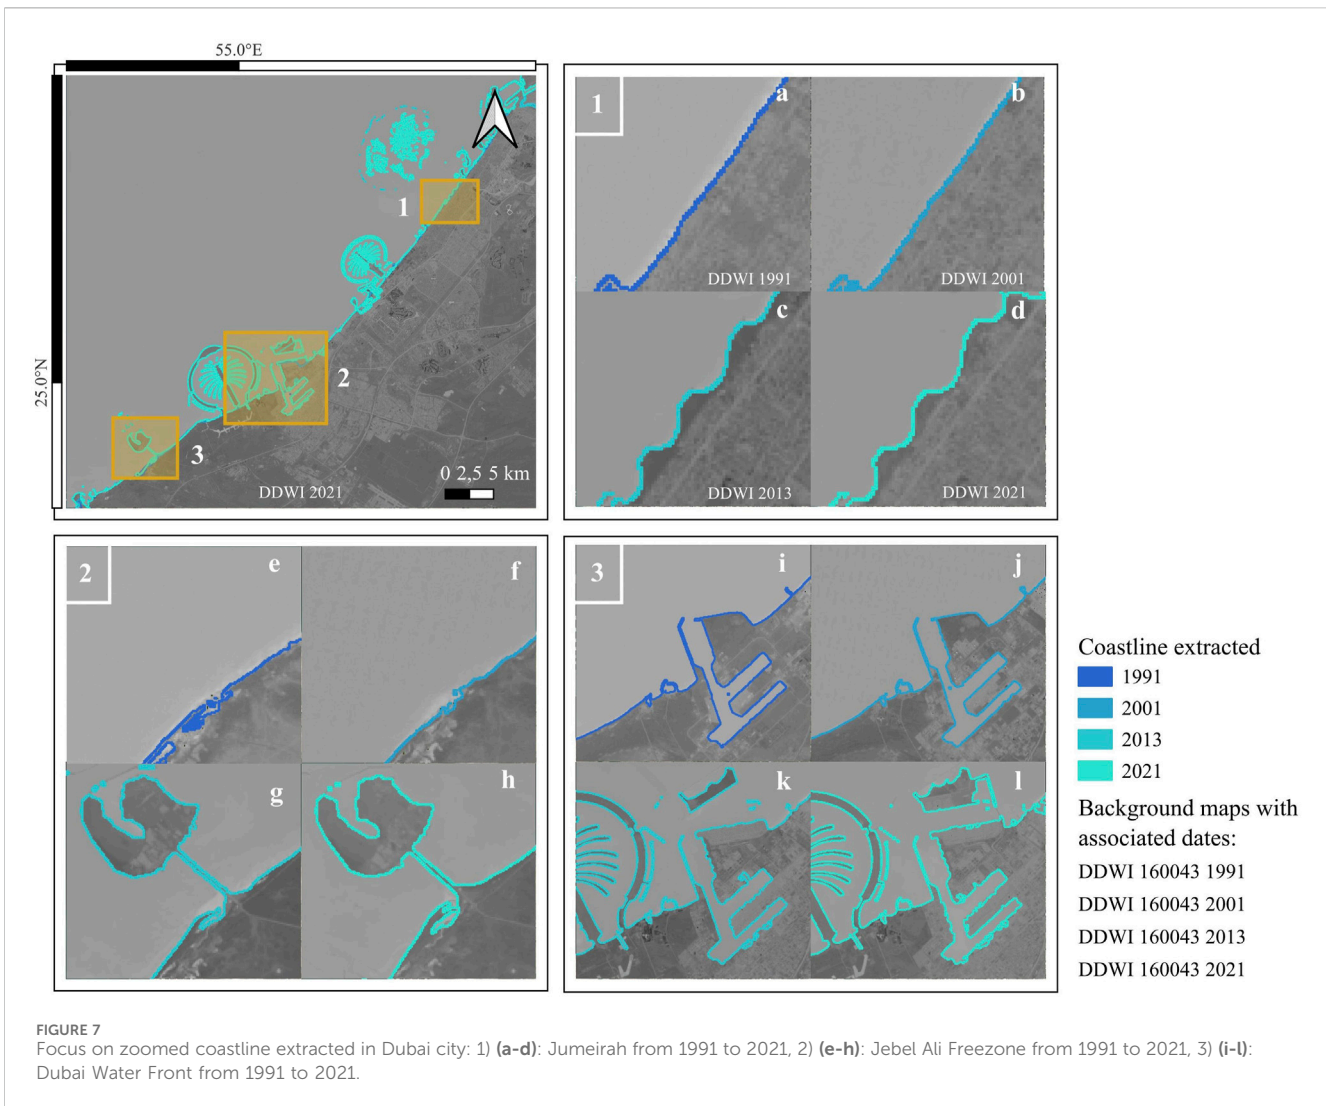 55.0°E
25.0°N
1
2
3
0 2,5 5 km
DDWI 2021
1
a
b
DDWI 1991
DDWI 2001
c
d
DDWI 2013
DDWI 2021
2
e
f
g
h
3
i
j
k
l
Coastline extracted
1991
2001
2013
2021
Background maps with
associated dates:
DDWI 160043 1991
DDWI 160043 2001
DDWI 160043 2013
DDWI 160043 2021
FIGURE 7
Focus on zoomed coastline extracted in Dubai city: 1) (a-d): Jumeirah from 1991 to 2021, 2) (e-h): Jebel Ali Freezone from 1991 to 2021, 3) (i-l):
Dubai Water Front from 1991 to 2021.